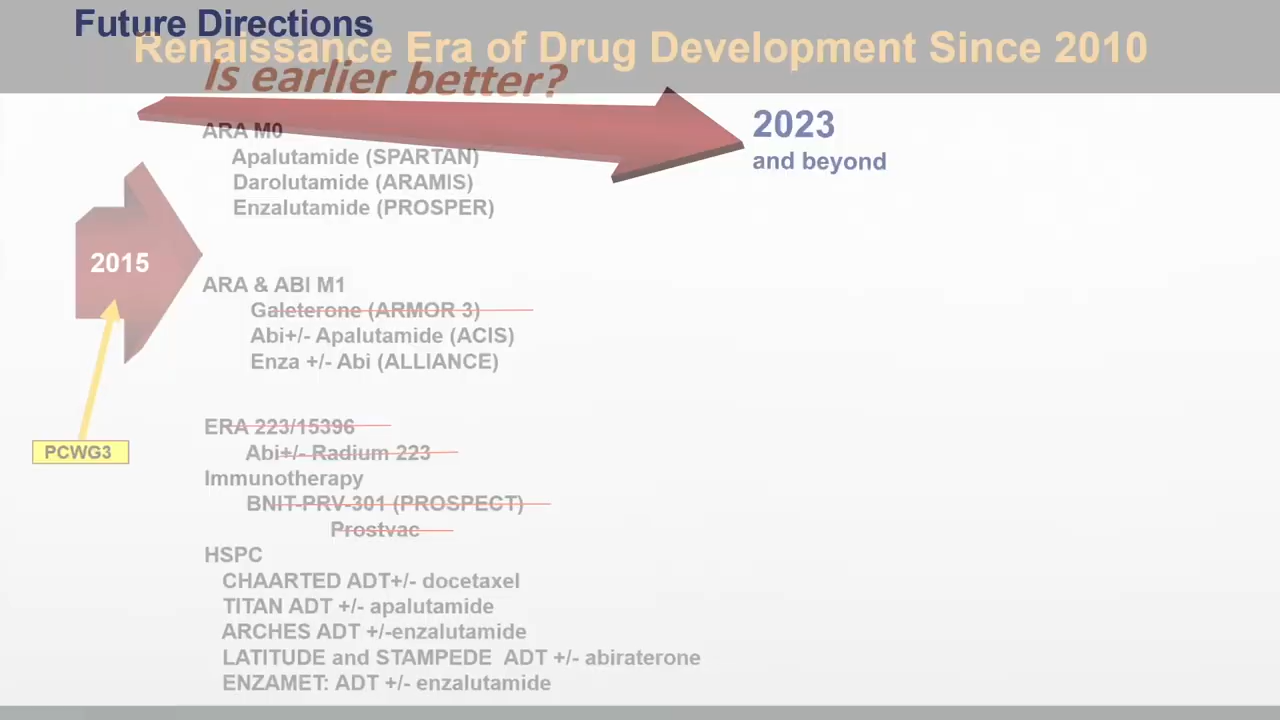 Future Directions
Renaissance Era of Drug Development Since 2010
Is earlier better?
2023
and beyond
ARA M0
Apalutamide (SPARTAN)
Darolutamide (ARAMIS)
Enzalutamide (PROSPER)
2015
ARA & ABI M1
Galeterone (ARMOR 3)
Abi+/- Apalutamide (ACIS)
Enza +/- Abi (ALLIANCE)
PCWG3
ERA 223/15396
Abi+/- Radium 223
Immunotherapy
BNIT-PRV-301 (PROSPECT)
Prostvac
HSPC
CHAARTED ADT+/- docetaxel
TITAN ADT +/- apalutamide
ARCHES ADT +/-enzalutamide
LATITUDE and STAMPEDE  ADT +/- abiraterone
ENZAMET: ADT +/- enzalutamide